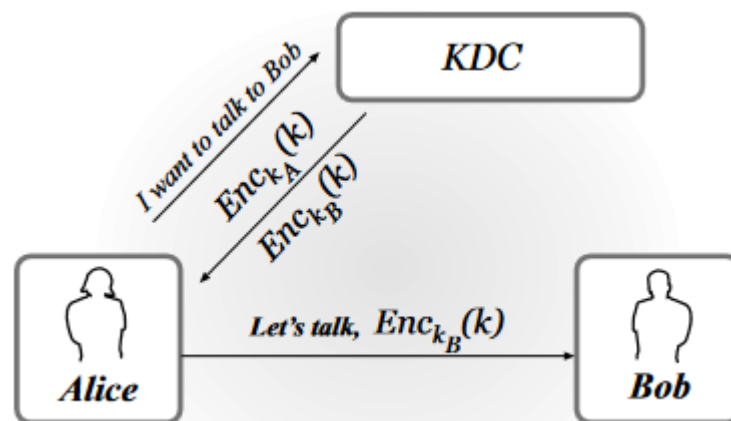 KDC
I want to talk to Bob
Enc_{k_A}(k)
Enc_{k_B}(k)
Let's talk, Enc_{k_B}(k)
Alice
Bob